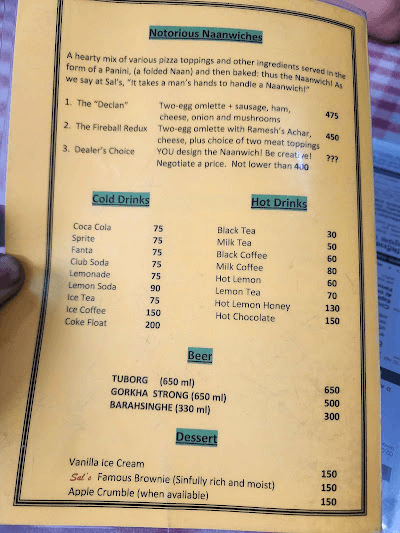 Notorious Naanwiches
A hearty mix of various pizza toppings and other ingredients served in the
form of a Panini, (a folded Naan) and then baked: thus the Naanwich! As
we say at Sal's, "It takes a man's hands to handle a Naanwich!"
1. The "Declan" Two-egg omlette + sausage, ham, 475
cheese, onion and mushrooms
2. The Fireball Redux Two-egg omlette with Ramesh's Achar, 450
cheese, plus choice of two meat toppings
3. Dealer's Choice YOU design the Naanwich! Be creative! ???
Negotiate a price. Not lower than 400
Cold Drinks
Coca Cola 75
Sprite 75
Fanta 75
Club Soda 75
Lemonade 75
Lemon Soda 90
Ice Tea 75
Ice Coffee 150
Coke Float 200
Hot Drinks
Black Tea 30
Milk Tea 50
Black Coffee 60
Milk Coffee 80
Hot Lemon 60
Lemon Tea 70
Hot Lemon Honey 130
Hot Chocolate 150
Beer
TUBORG (650 ml) 650
GORKHA STRONG (650 ml) 500
BARAHSINGHE (330 ml) 300
Dessert
Vanilla ice Cream 150
Sal's Famous Brownie (Sinfully rich and moist) 150
Apple Crumble (when available) 150